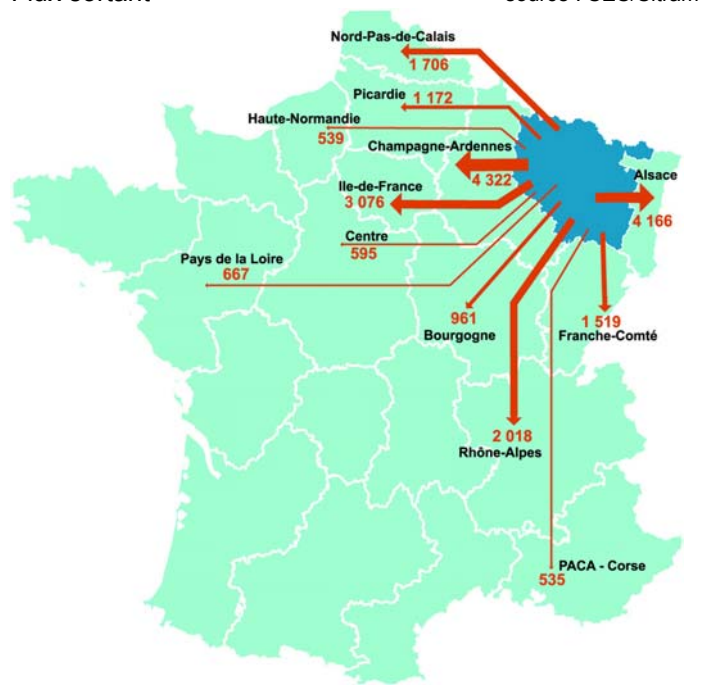 Nord-Pas-de-Calais
1 706
Picardie
1 172
Haute-Normandie
539
Champagne-Ardennes
4 322
Alsace
4 166
Ile-de-France
3 076
Centre
595
Pays de la Loire
667
961
Bourgogne
1 519
Franche-Comté
2 018
Rhône-Alpes
PACA - Corse
535